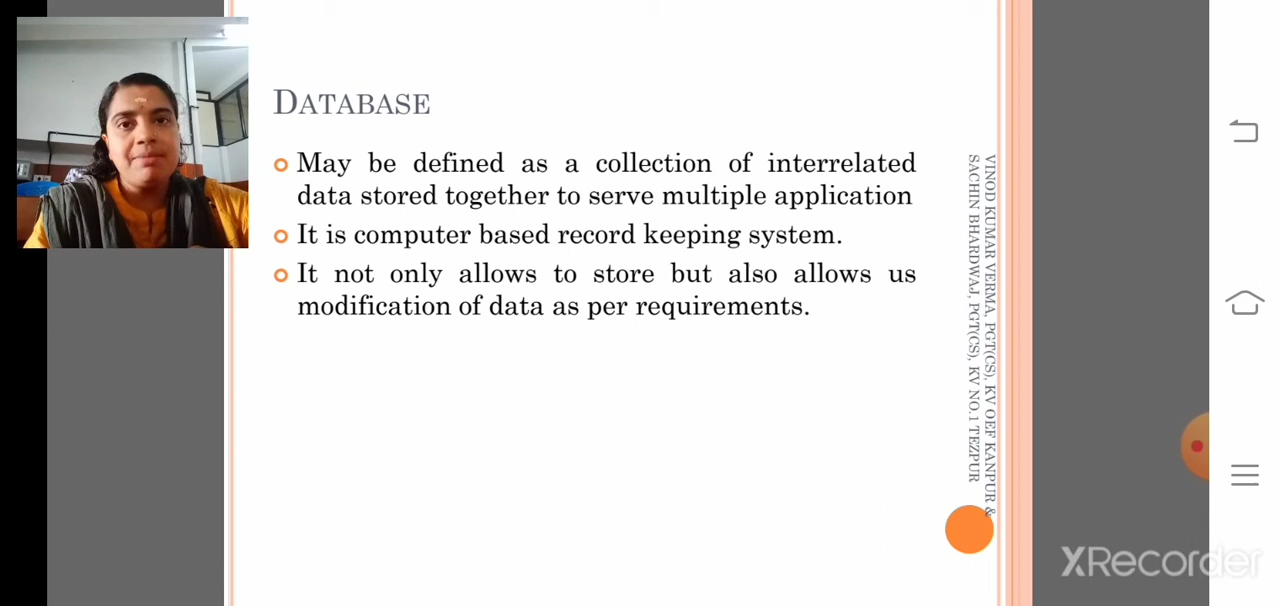 DATABASE
May be defined as a collection of interrelated
data stored together to serve multiple application
It is computer based record keeping system.
It not only allows to store but also allows us
modification of data as per requirements.
VINOD KUMAR VERMA, PGT(CS), KV OEF KANPUR &
SACHIN BHARDWAJ, PGT(CS), KV NO.1 TEZPUR
XRecorder